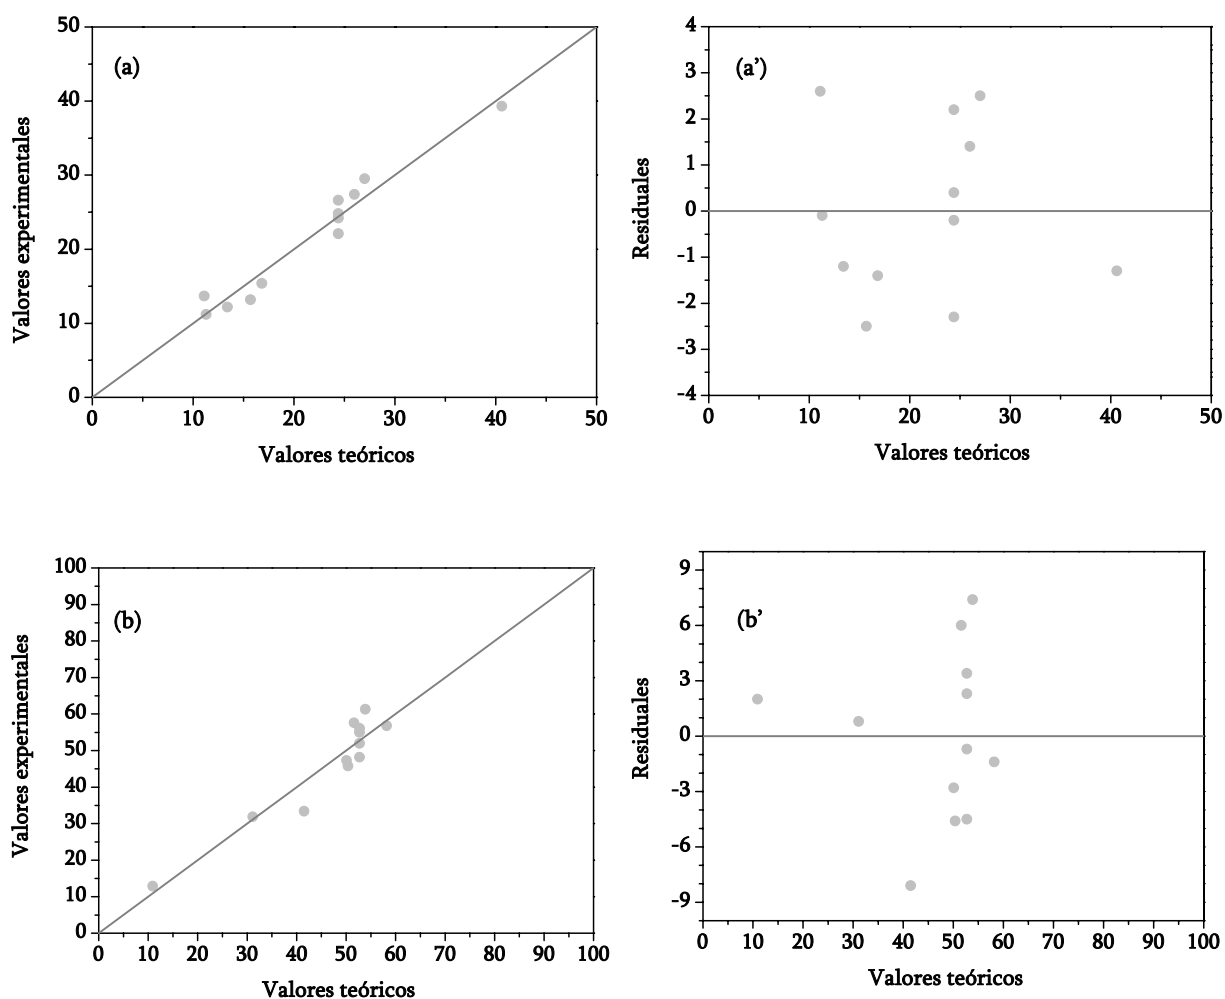 50
40
30
20
10
0
0 10 20 30 40 50
Valores experimentales
Valores teóricos
(a)
4
3
2
1
0
-1
-2
-3
-4
0 10 20 30 40 50
Residuales
Valores teóricos
(a’)
100
90
80
70
60
50
40
30
20
10
0
0 10 20 30 40 50 60 70 80 90 100
Valores experimentales
Valores teóricos
(b)
9
6
3
0
-3
-6
-9
0 10 20 30 40 50 60 70 80 90 100
Residuales
Valores teóricos
(b’